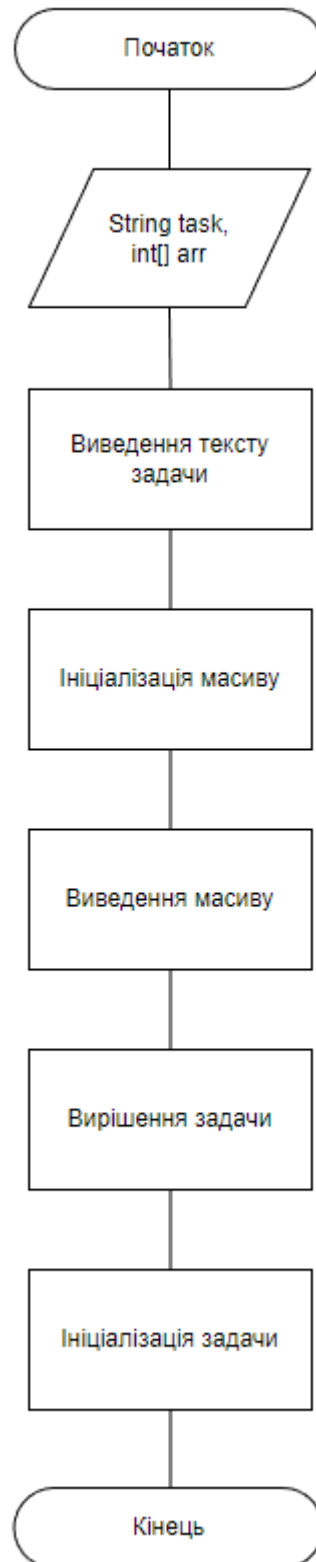 Початок
String task,
int[] arr
Виведення тексту
задачи
Ініціалізація масиву
Виведення масиву
Вирішення задачи
Ініціалізація задачи
Кінець